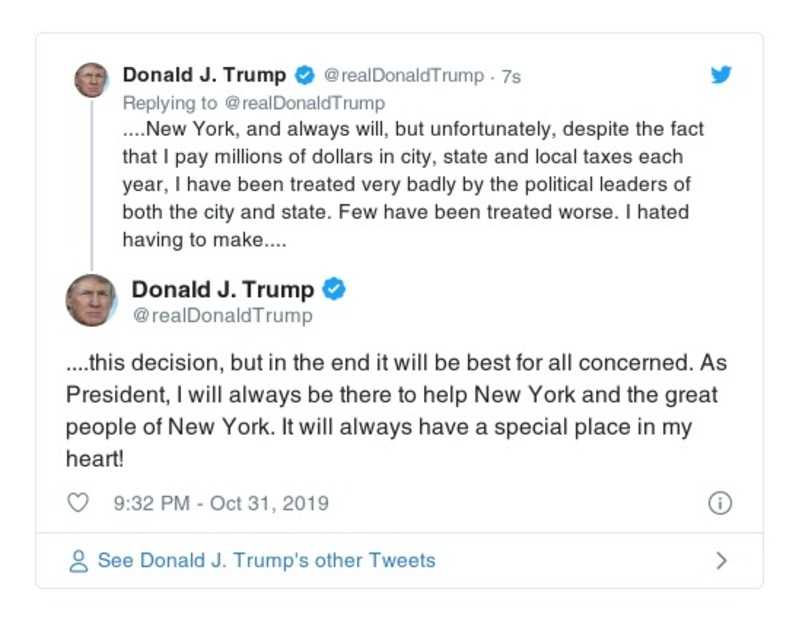 Donald J. Trump @realDonaldTrump · 7s
Replying to @realDonaldTrump
....New York, and always will, but unfortunately, despite the fact
that I pay millions of dollars in city, state and local taxes each
year, I have been treated very badly by the political leaders of
both the city and state. Few have been treated worse. I hated
having to make....
Donald J. Trump
@realDonaldTrump
....this decision, but in the end it will be best for all concerned. As
President, I will always be there to help New York and the great
people of New York. It will always have a special place in my
heart!
9:32 PM - Oct 31, 2019
See Donald J. Trump's other Tweets